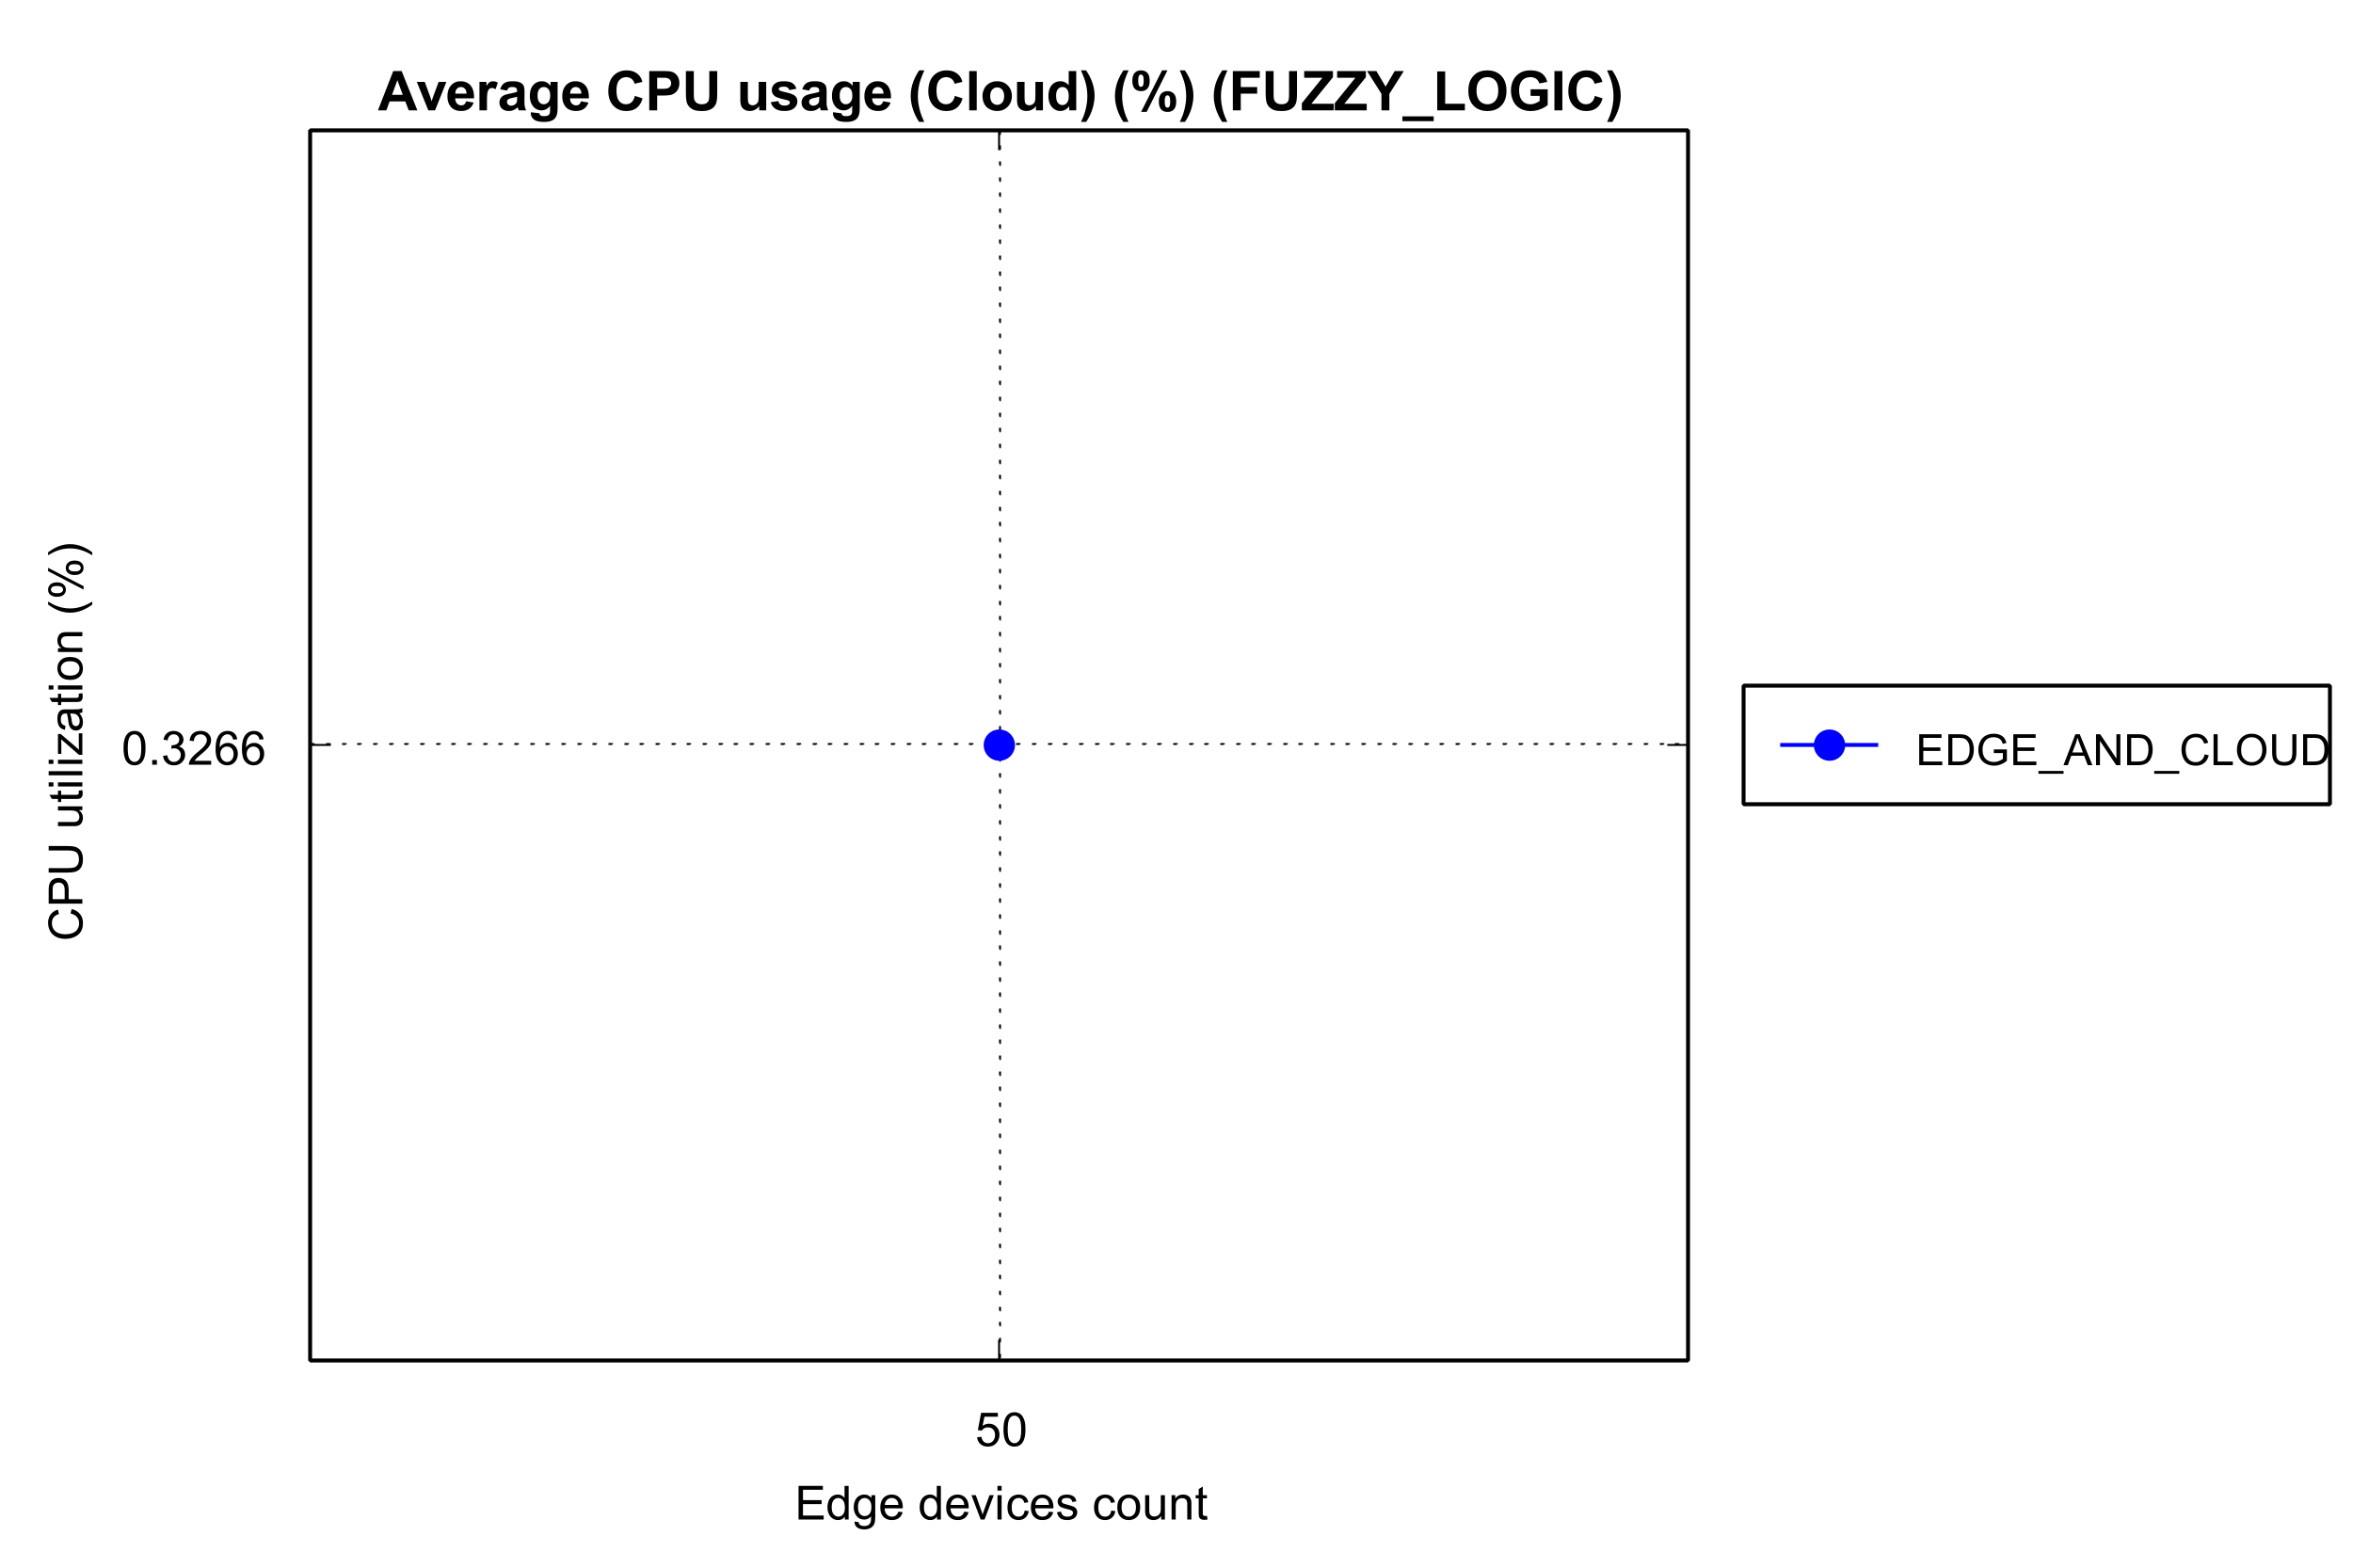 Average CPU usage (Cloud) (%) (FUZZY_LOGIC)
CPU utilization (%)
0.3266
EDGE_AND_CLOUD
50
Edge devices count